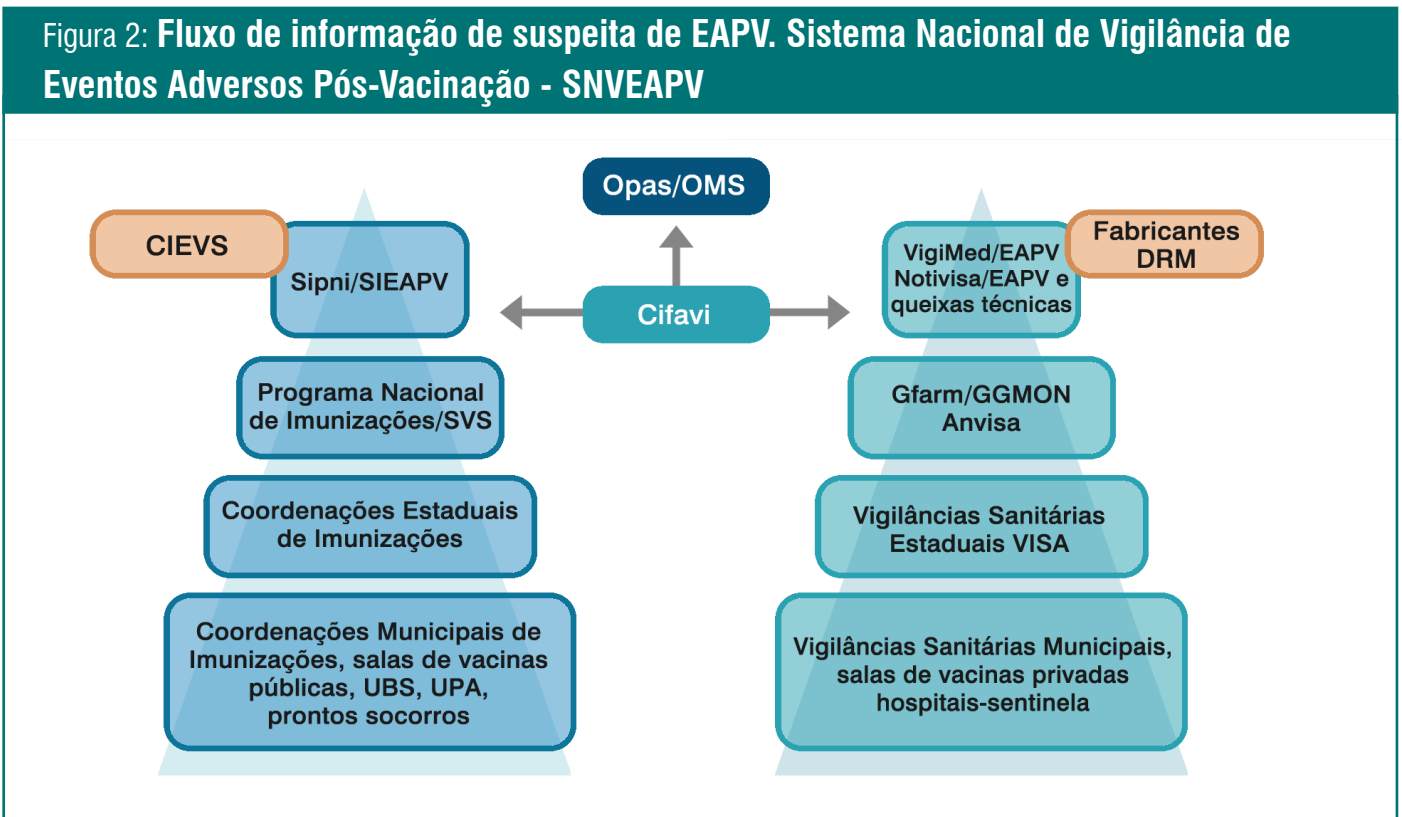 Figura 2: Fluxo de informação de suspeita de EAPV. Sistema Nacional de Vigilância de
Eventos Adversos Pós-Vacinação - SNVEAPV
Opas/OMS
CIEVS
Sipni/SIEAPV
Cifavi
VigiMed/EAPV
Notivisa/EAPV e
queixas técnicas
Fabricantes
DRM
Programa Nacional
de Imunizações/SVS
Gfarm/GGMON
Anvisa
Coordenações Estaduais
de Imunizações
Vigilâncias Sanitárias
Estaduais VISA
Coordenações Municipais de
Imunizações, salas de vacinas
públicas, UBS, UPA,
prontos socorros
Vigilâncias Sanitárias Municipais,
salas de vacinas privadas
hospitais-sentinela